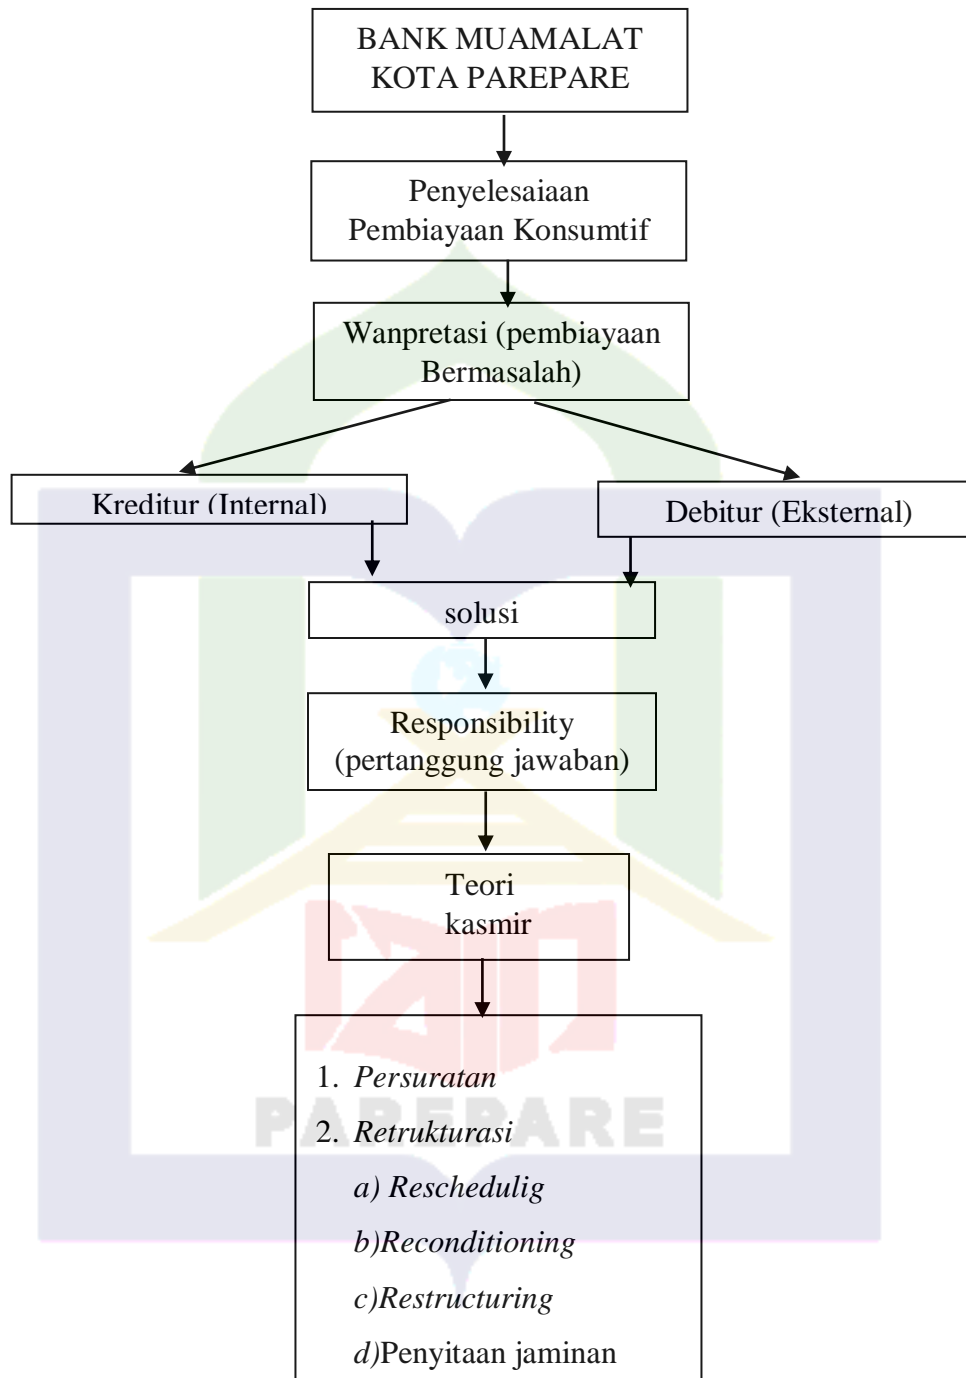 BANK MUAMALAT
KOTA PAREPARE
Penyelesaiaan
Pembiayaan Konsumtif
Wanpretasi (pembiayaan
Bermasalah)
Kreditur (Internal)
Debitur (Eksternal)
solusi
Responsibility
(pertanggung jawaban)
Teori
kasmir
1. Persuratan
PAREPARE
2. Retrukturasi
a) Reschedulig
b)Reconditioning
c)Restructuring
d)Penyitaan jaminan